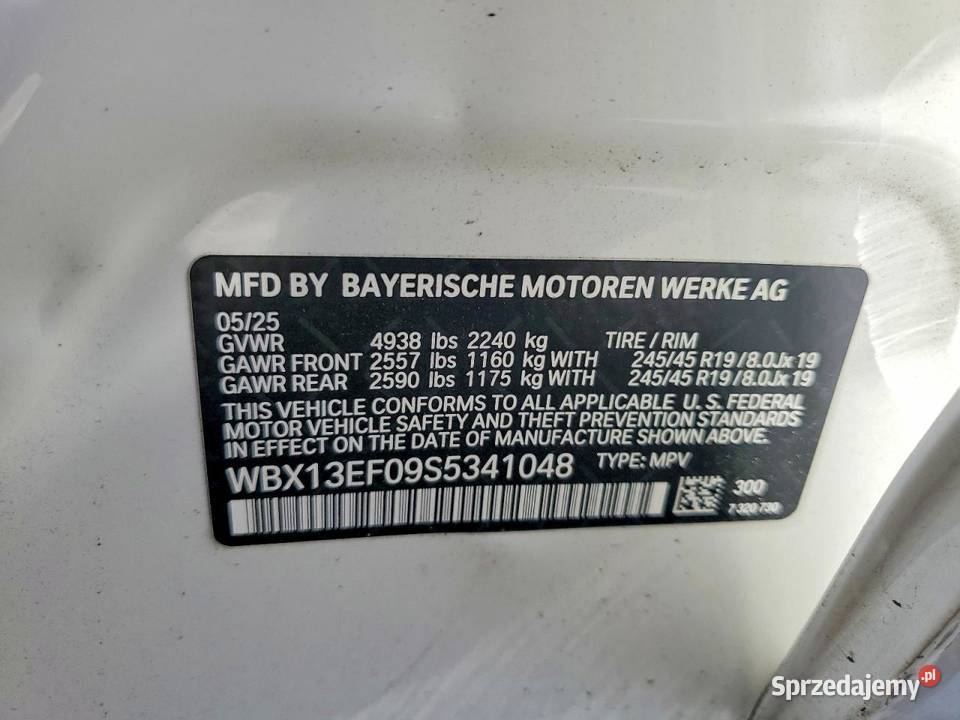 MFD BY BAYERISCHE MOTOREN WERKE AG
05/25
GVWR 4938 lbs 2240 kg TIRE / RIM
GAWR FRONT 2557 lbs 1160 kg WITH 245/45 R19/8.0Jx19
GAWR REAR 2590 lbs 1175 kg WITH 245/45 R19/8.0Jx19
THIS VEHICLE CONFORMS TO ALL APPLICABLE U.S. FEDERAL
MOTOR VEHICLE SAFETY AND THEFT PREVENTION STANDARDS
IN EFFECT ON THE DATE OF MANUFACTURE SHOWN ABOVE.
WBX13EF09S5341048 TYPE: MPV
300
7 320 730
Sprzedajemy.pl